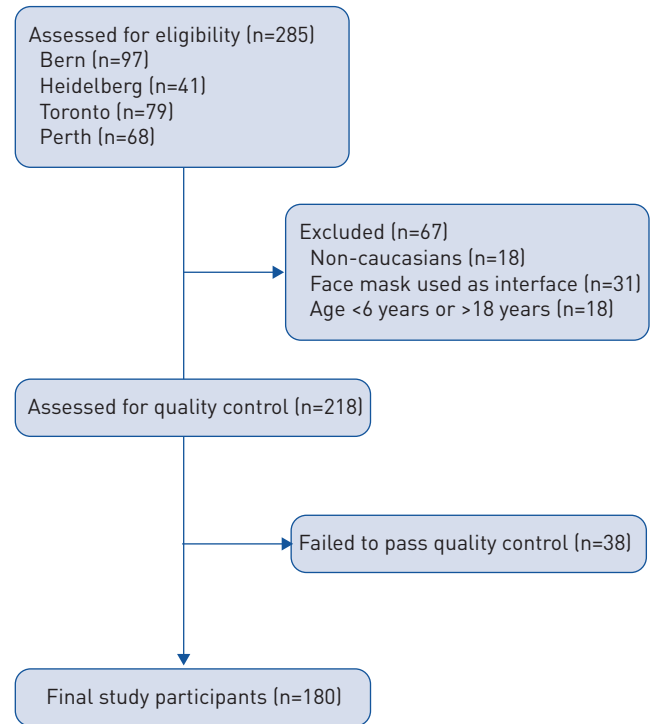 Assessed for eligibility (n=285)
Bern (n=97)
Heidelberg (n=41)
Toronto (n=79)
Perth (n=68)
Excluded (n=67)
Non-caucasians (n=18)
Face mask used as interface (n=31)
Age <6 years or >18 years (n=18)
Assessed for quality control (n=218)
Failed to pass quality control (n=38)
Final study participants (n=180)